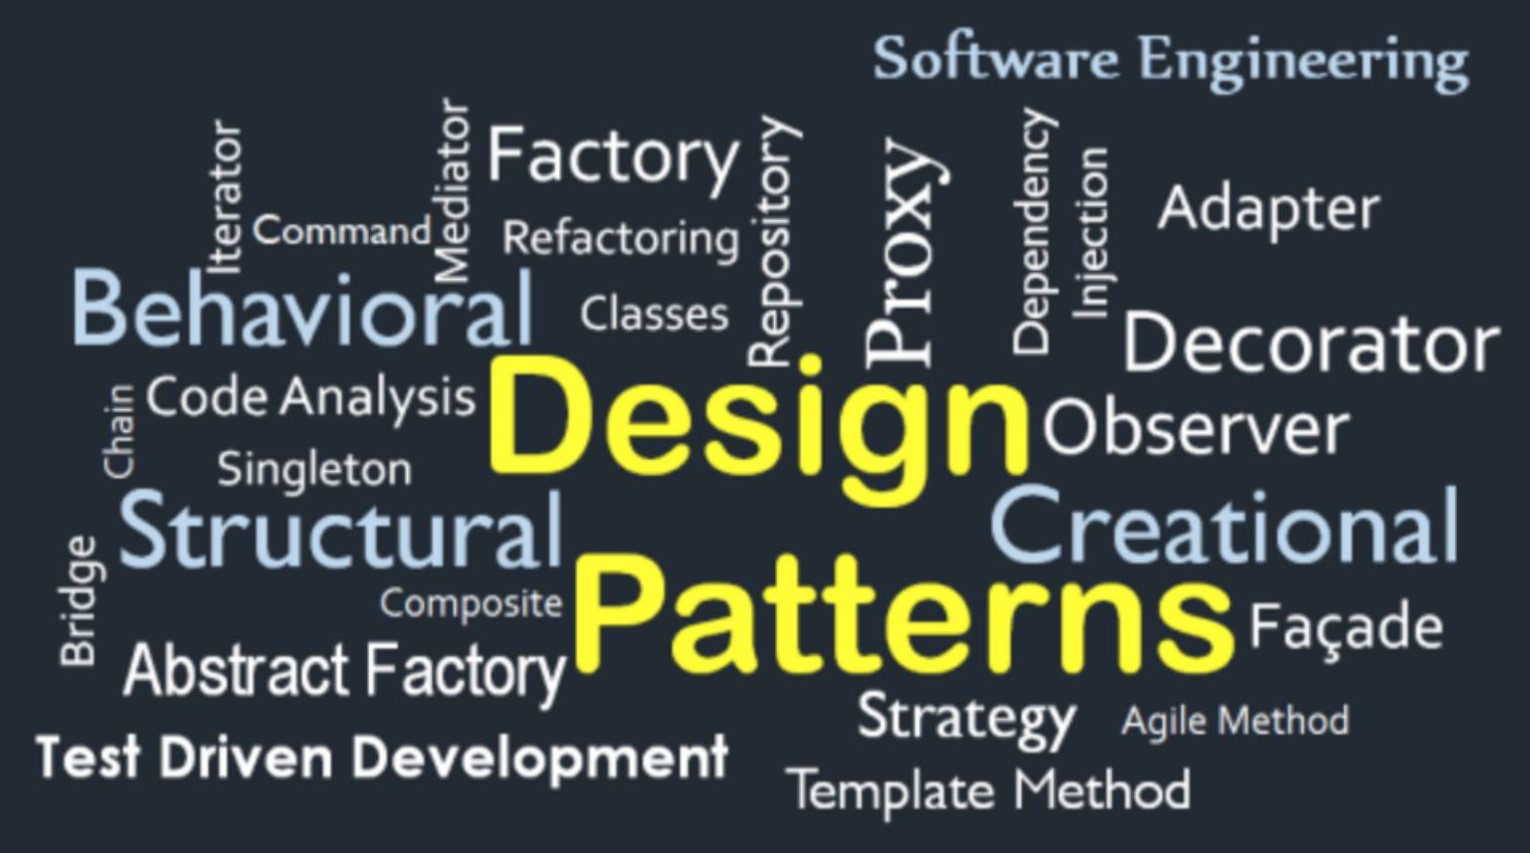 Software Engineering
Iterator
Command
Mediator
Factory
Refactoring
Repository
Proxy
Dependency
Injection
Adapter
Behavioral
Classes
Decorator
Chain
Code Analysis
Design
Observer
Singleton
Structural
Creational
Bridge
Composite
Patterns
Façade
Abstract Factory
Strategy
Agile Method
Test Driven Development
Template Method